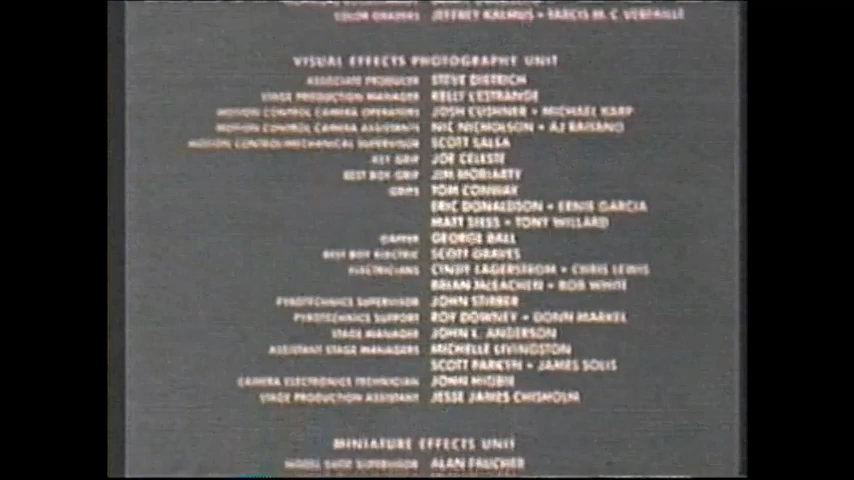 COLOR GRADERS JEFFREY KALMUS • TARCIS M. C. VERFAILLE
VISUAL EFFECTS PHOTOGRAPHY UNIT
ASSOCIATE PRODUCER STEVE DIETRICH
STAGE PRODUCTION MANAGER KELLY L'ESTRANGE
MOTION CONTROL CAMERA OPERATORS JOSH CUSHNER • MICHAEL KARP
MOTION CONTROL CAMERA ASSISTANTS NIC NICHOLSON • AJ RAITANO
MOTION CONTROL/MECHANICAL SUPERVISOR SCOTT SALSA
KEY GRIP JOE CELESTE
BEST BOY GRIP JIM MORIARTY
GRIPS TOM CONWAY
ERIC DONALDSON • ERNIE GARCIA
MATT SIESS • TONY WILLARD
GAFFER GEORGE BALL
BEST BOY ELECTRIC SCOTT GRAVES
ELECTRICIANS CYNDY LAGERSTROM • CHRIS LEWIS
BRIAN McEACHEN • BOB WHITE
PYROTECHNICS SUPERVISOR JOHN STIRBER
PYROTECHNICS SUPPORT ROY DOWNEY • DONN MARKEL
STAGE MANAGER JOHN L. ANDERSON
ASSISTANT STAGE MANAGERS MICHELLE LIVINGSTON
SCOTT PARKYN • JAMES SOLIS
CAMERA ELECTRONICS TECHNICIAN JOHN HIGBIE
STAGE PRODUCTION ASSISTANT JESSE JAMES CHISHOLM
MINIATURE EFFECTS UNIT
MODEL SHOP SUPERVISOR ALAN FAUCHER